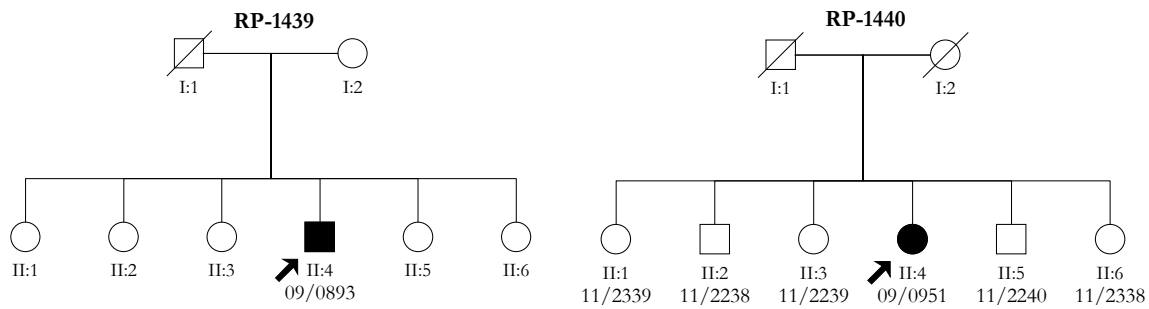 RP-1439
I:1 I:2
II:1 II:2 II:3 II:4 II:5 II:6
09/0893
RP-1440
I:1 I:2
II:1 II:2 II:3 II:4 II:5 II:6
11/2339 11/2238 11/2239 09/0951 11/2240 11/2338